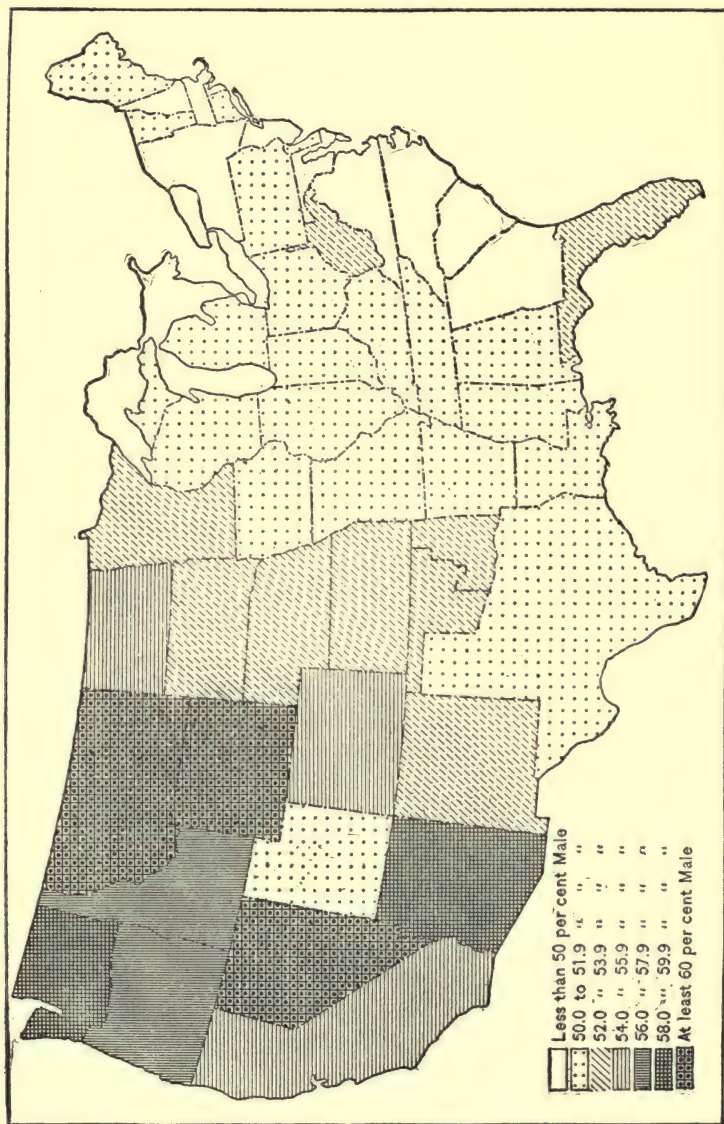 Less than 50 per cent Male
50.0 to 51.9 " " "
52.0 " 53.9 " " "
54.0 " 55.9 " " "
56.0 " 57.9 " " "
58.0 " 59.9 " " "
At least 60 per cent Male